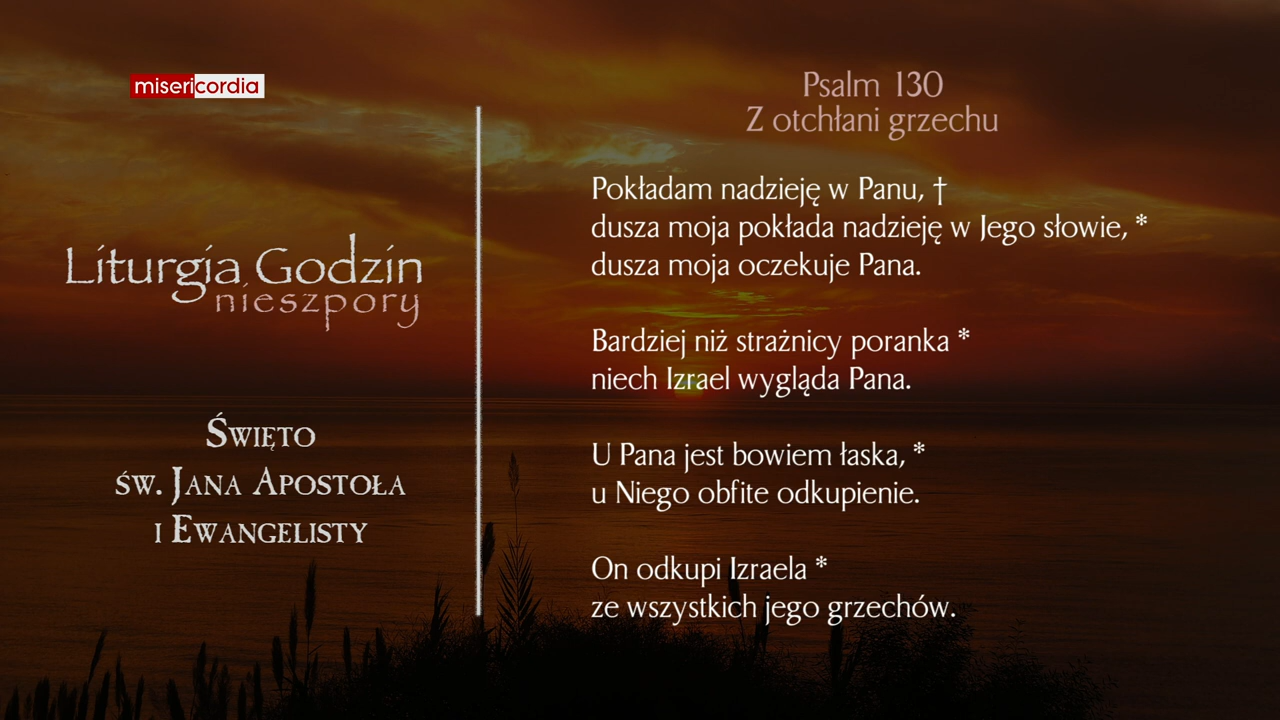 misericordia
Liturgia Godzin
nieszpory
Święto
św. Jana Apostoła
i Ewangelisty
Psalm 130
Z otchłani grzechu
Pokładam nadzieję w Panu, †
dusza moja pokłada nadzieję w Jego słowie, *
dusza moja oczekuje Pana.
Bardziej niż strażnicy poranka *
niech Izrael wygląda Pana.
U Pana jest bowiem łaska, *
u Niego obfite odkupienie.
On odkupi Izraela *
ze wszystkich jego grzechów.